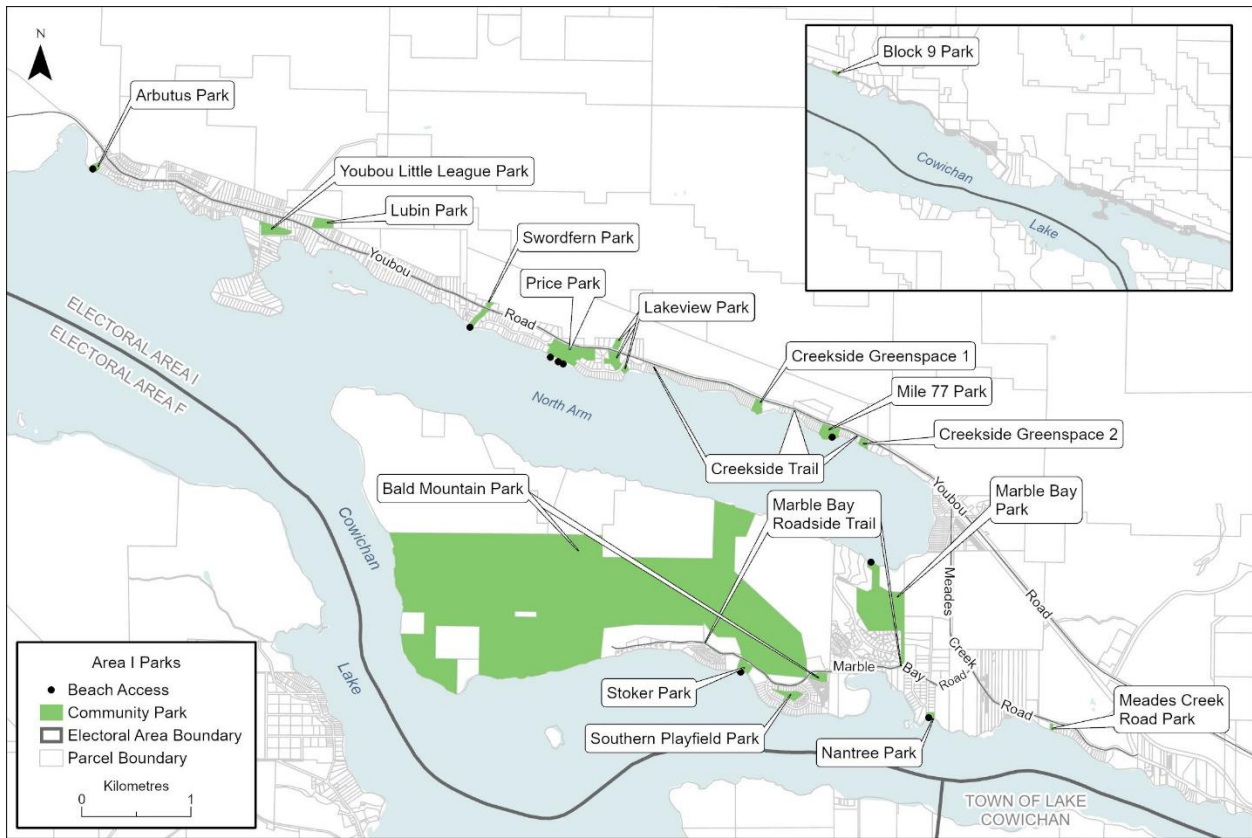 N
Arbutus Park
Youbou Little League Park
Lubin Park
Swordfern Park
Price Park
Lakeview Park
Creekside Greenspace 1
Mile 77 Park
Creekside Greenspace 2
Creekside Trail
Youbou
Road
North Arm
ELECTORAL AREA I
ELECTORAL AREA F
Block 9 Park
Cowichan
Lake
Bald Mountain Park
Marble Bay
Roadside Trail
Marble Bay
Park
Youbou
Road
Meades
Creek
Road
Cowichan
Lake
Marble
Bay
Road
Stoker Park
Southern Playfield Park
Nantree Park
Meades Creek
Road Park
TOWN OF LAKE
COWICHAN
Area I Parks
Beach Access
Community Park
Electoral Area Boundary
Parcel Boundary
Kilometres
0 1